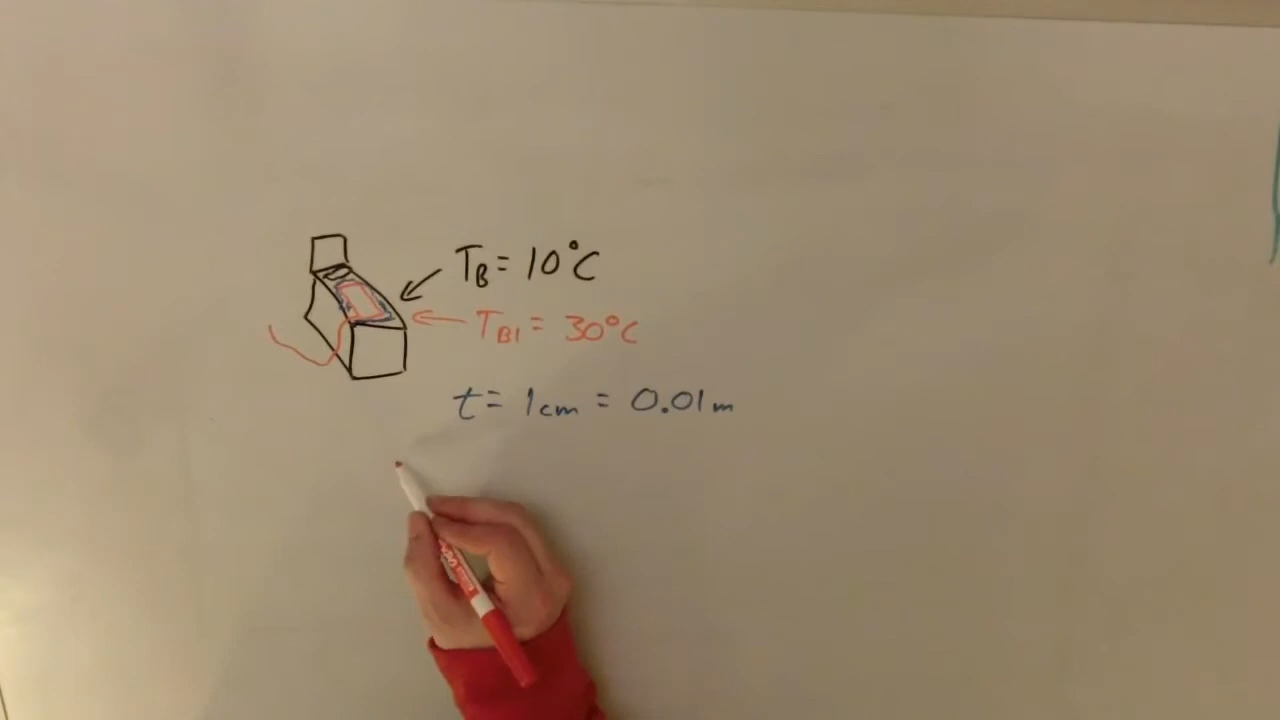 T_B = 10°C
T_B1 = 30°C
t = 1cm = 0.01m